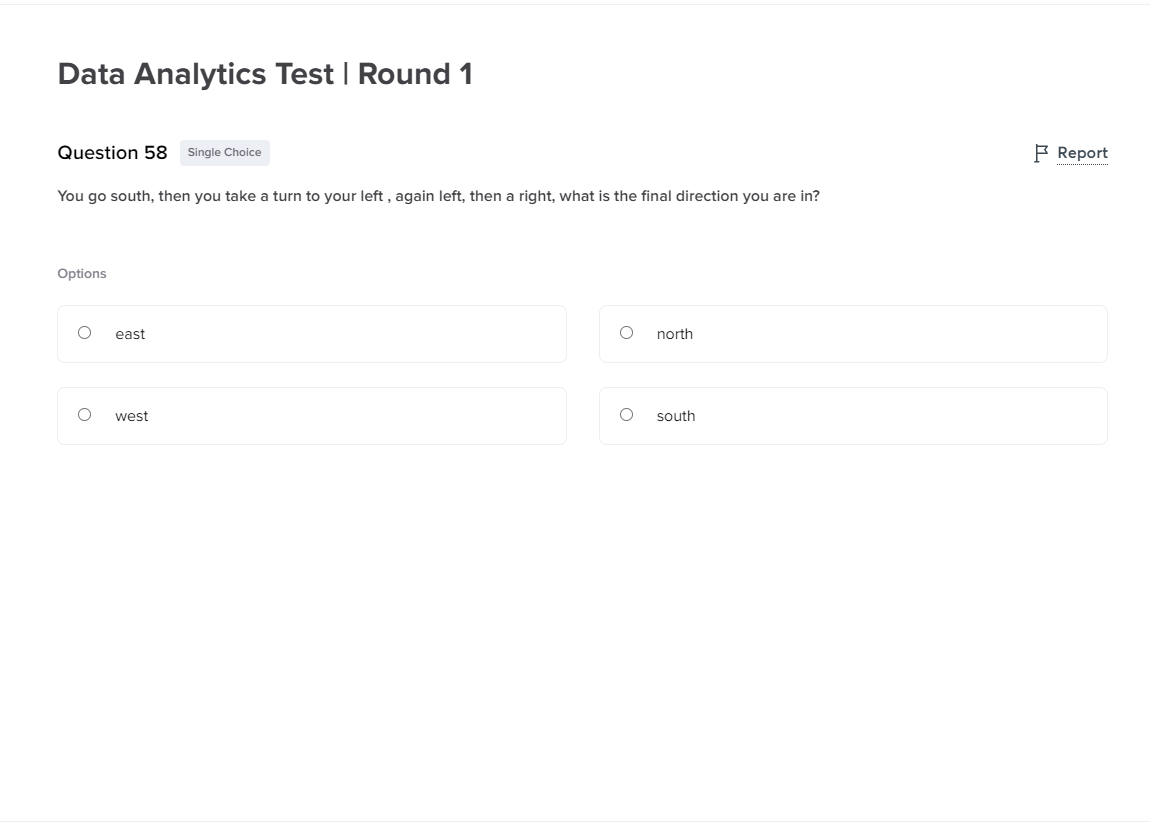 Data Analytics Test | Round 1
Question 58 Single Choice Report
You go south, then you take a turn to your left , again left, then a right, what is the final direction you are in?
Options
east north
west south